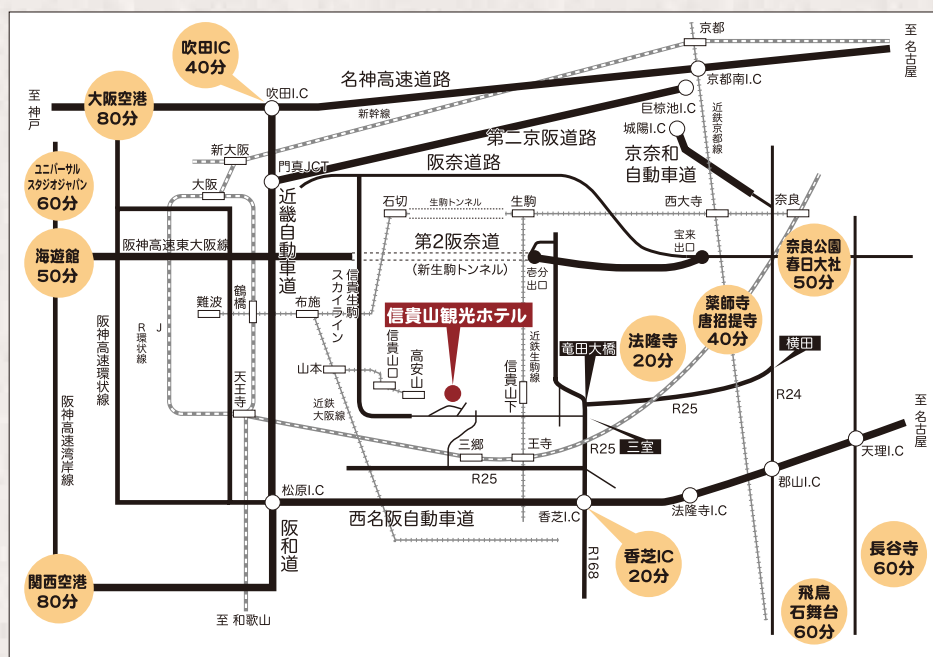 吹田IC
40分
京都
至 名古屋
名神高速道路
大阪空港
80分
至 神戸
吹田I.C
京都南I.C
巨椋池I.C
新幹線
第二京阪道路
城陽I.C
近鉄京都線
新大阪
門真JCT
阪奈道路
京奈和
自動車道
ユニバーサル
スタジオジャパン
60分
大阪
近畿自動車道
石切
生駒トンネル
生駒
西大寺
奈良
海遊館
50分
阪神高速東大阪線
第2阪奈道
(新生駒トンネル)
壱分
出口
宝来
出口
奈良公園
春日大社
50分
信貴生駒
スカイライン
難波
鶴橋
布施
信貴山観光ホテル
薬師寺
唐招提寺
40分
阪神高速環状線
JR環状線
近鉄生駒線
竜田大橋
法隆寺
20分
横田
山本
信貴山口
高安山
信貴山下
R24
R25
近鉄
大阪線
天王寺
阪神高速湾岸線
至 名古屋
三郷
王寺
R25
三室
R25
天理I.C
郡山I.C
松原I.C
西名阪自動車道
香芝I.C
法隆寺I.C
阪和道
R168
香芝IC
20分
長谷寺
60分
関西空港
80分
飛鳥
石舞台
60分
至 和歌山